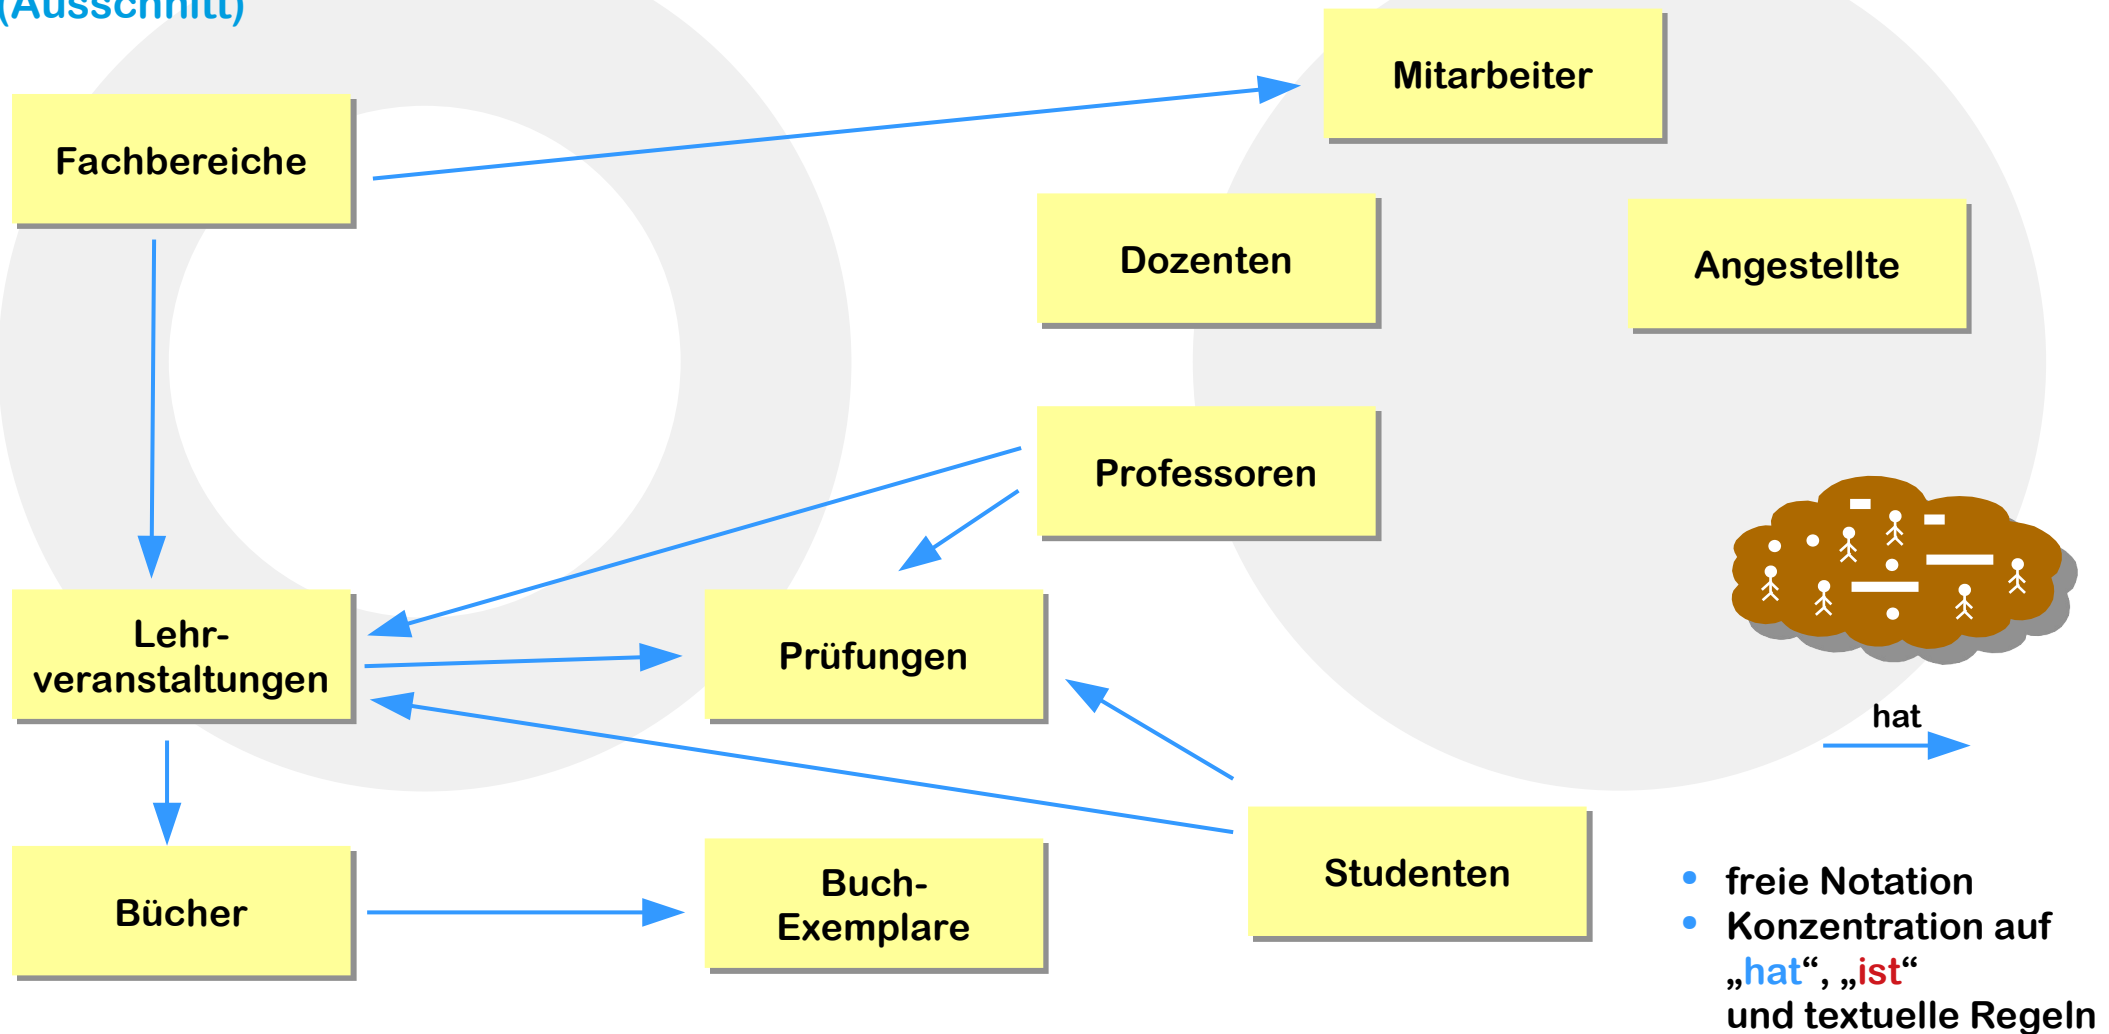 (Ausschnitt)
Mitarbeiter
Fachbereiche
Dozenten
Angestellte
Professoren
Lehr-
veranstaltungen
Prüfungen
hat
Bücher
Buch-
Exemplare
Studenten
• freie Notation
• Konzentration auf
„hat“, „ist“
und textuelle Regeln